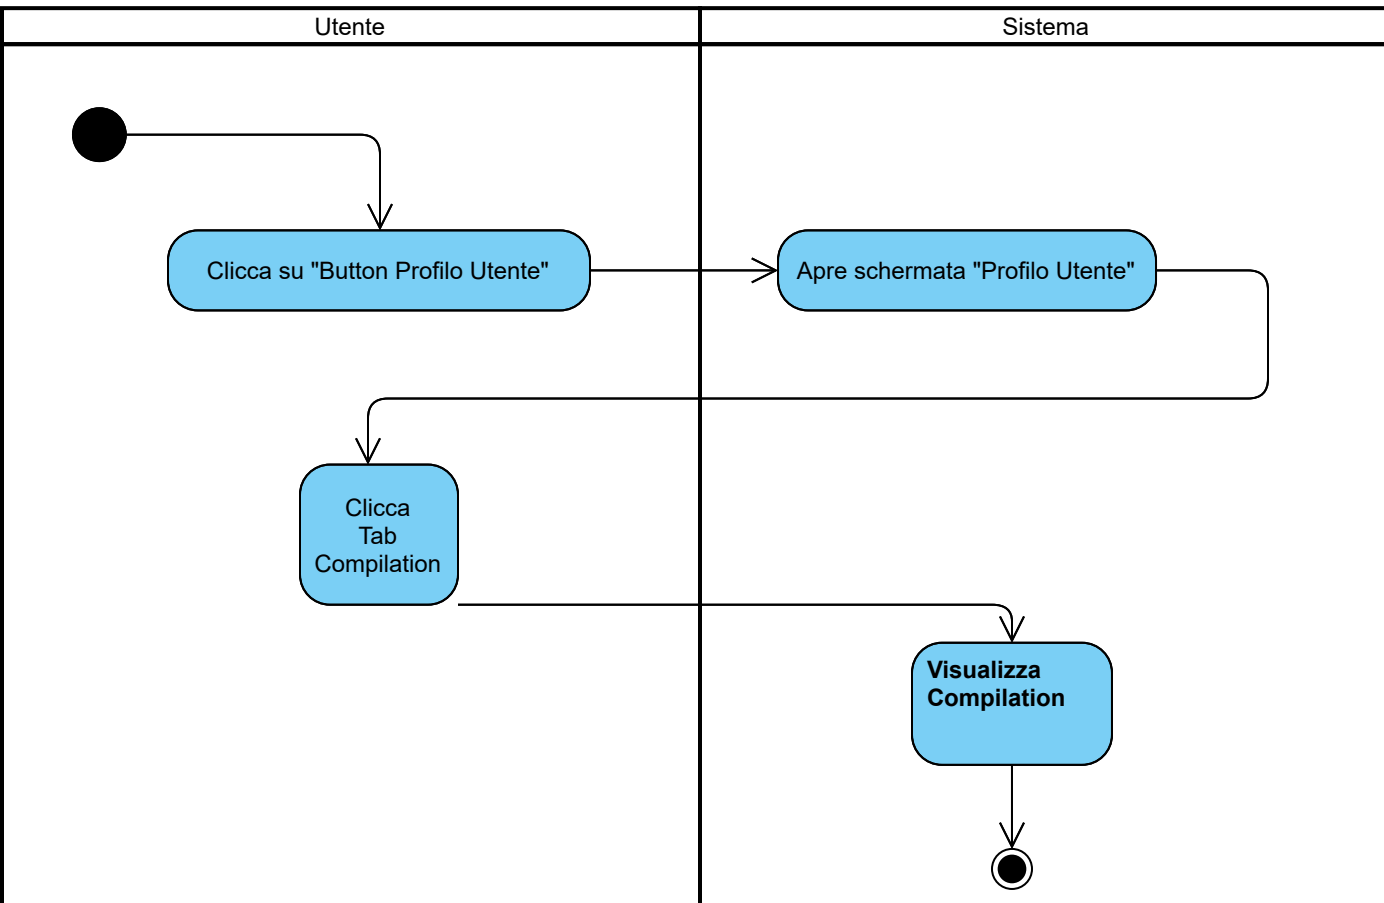 Utente
Sistema
Clicca su "Button Profilo Utente"
Apre schermata "Profilo Utente"
Clicca
Tab
Compilation
Visualizza
Compilation